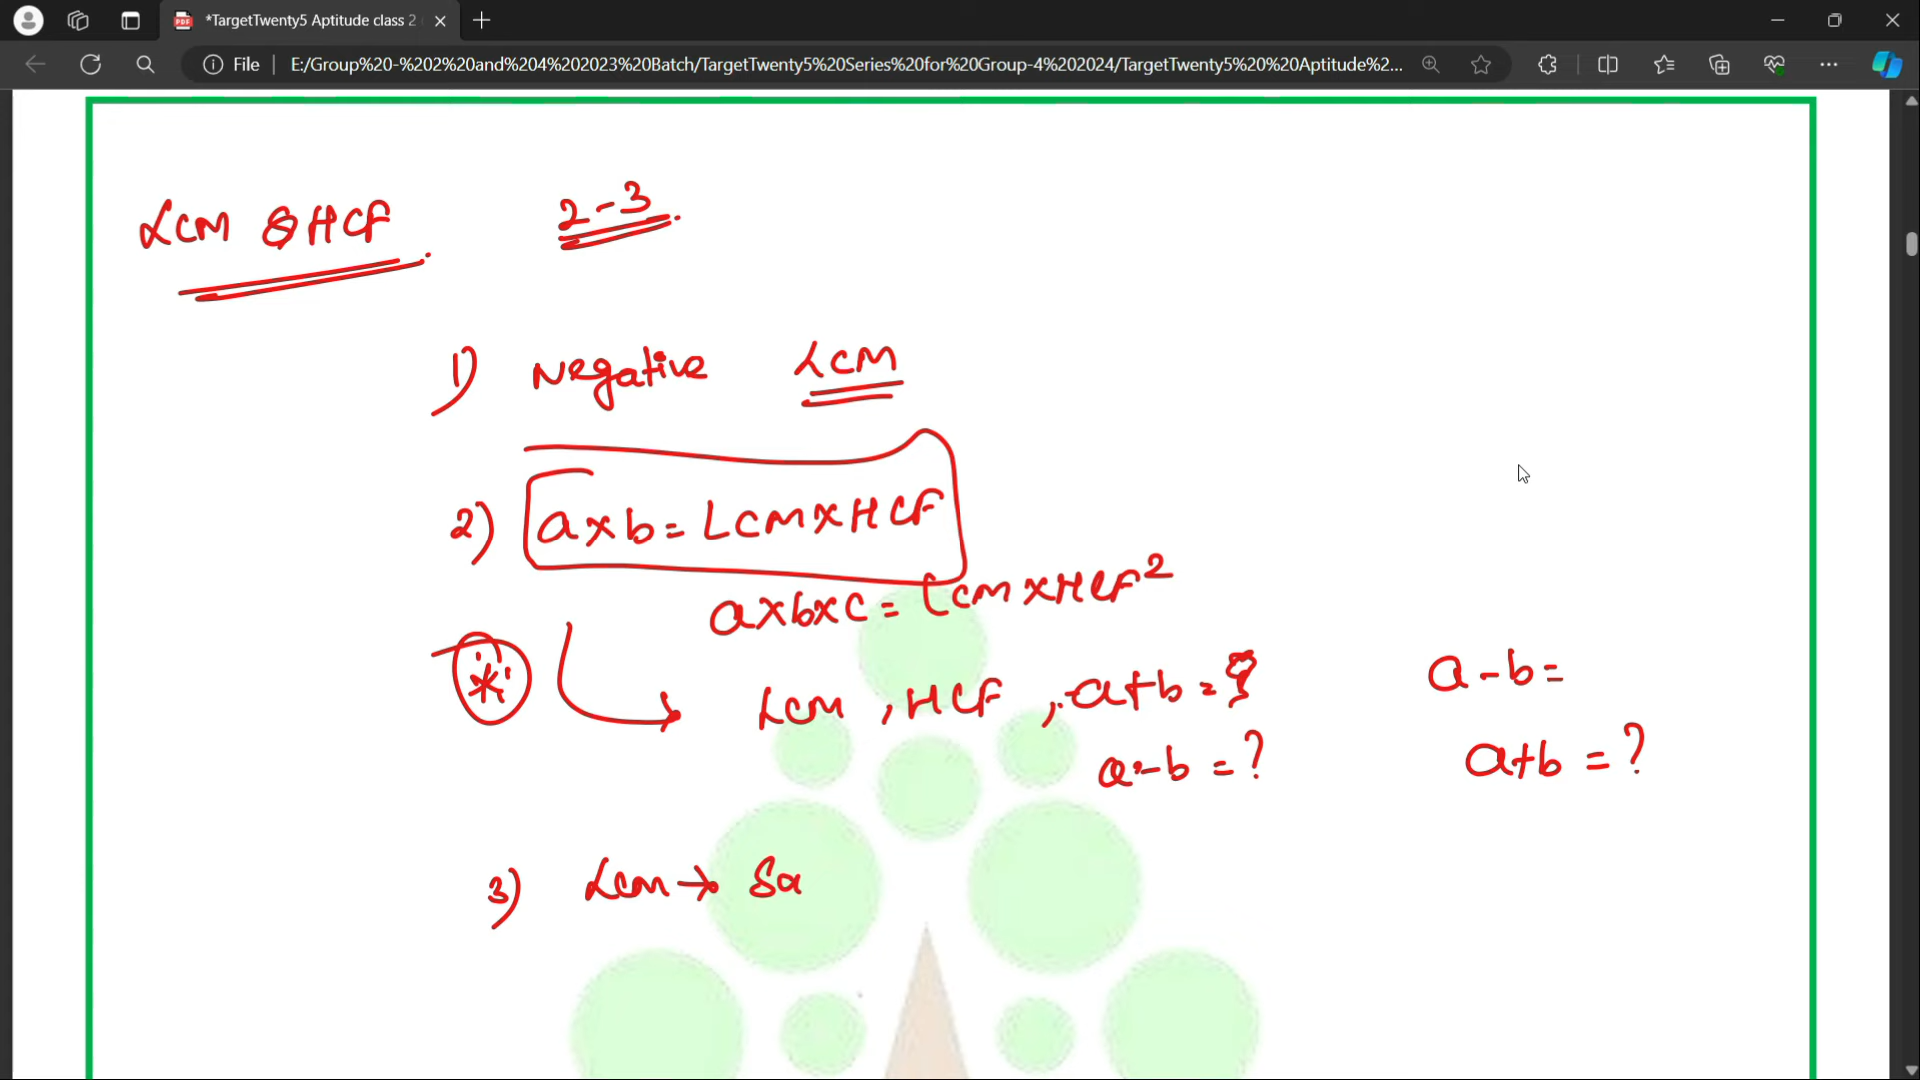 *TargetTwenty5 Aptitude class 2
File E:/Group%20-%202%20and%204%202023%20Batch/TargetTwenty5%20Series%20for%20Group-4%202024/TargetTwenty5%20%20Aptitude%2...
LCM & HCF 2-3
1) Negative LCM
2) a×b = LCM×HCF
a×b×c = LCM×HCF²
* LCM, HCF, a+b = ? a-b =
a-b = ? a+b = ?
3) LCM → Sa